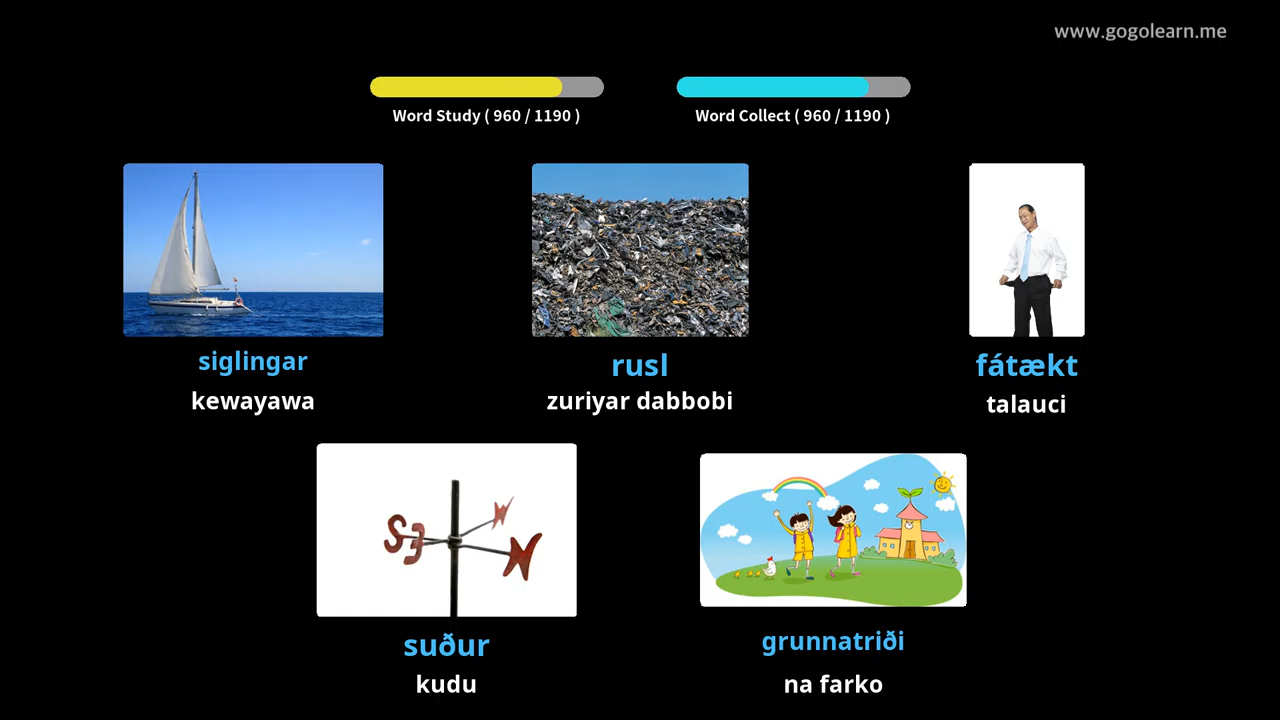 www.gogolearn.me
Word Study ( 960 / 1190 )
Word Collect ( 960 / 1190 )
siglingar
kewayawa
rusl
zuriyar dabbobi
fátækt
talauci
S
E
N
suður
kudu
grunnatriði
na farko